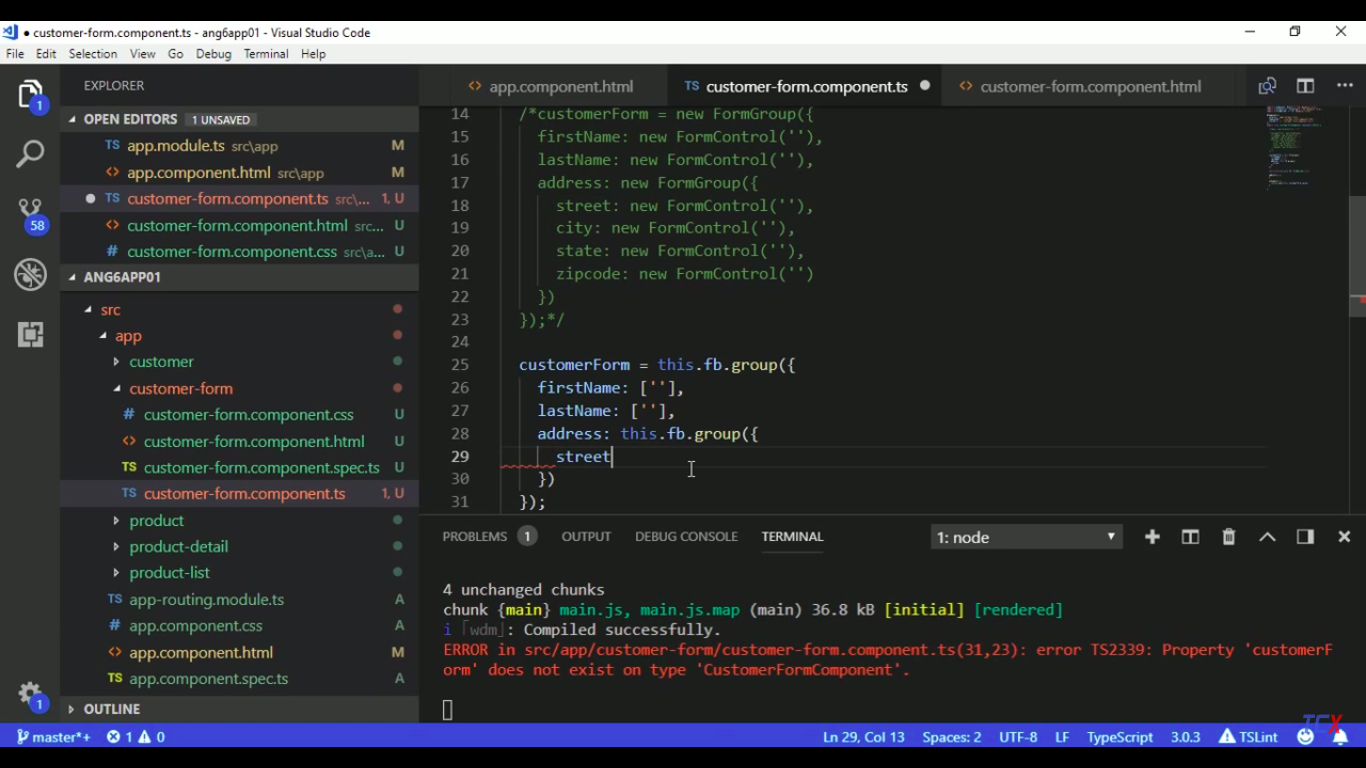 ● customer-form.component.ts - ang6app01 - Visual Studio Code
File Edit Selection View Go Debug Terminal Help
1
EXPLORER
<> app.component.html
TS customer-form.component.ts ●
<> customer-form.component.html
OPEN EDITORS 1 UNSAVED
TS app.module.ts src\app M
<> app.component.html src\app M
● TS customer-form.component.ts src\... 1, U
<> customer-form.component.html src... U
# customer-form.component.css src\a... U
58
ANG6APP01
src
app
customer
customer-form
# customer-form.component.css U
<> customer-form.component.html U
TS customer-form.component.spec.ts U
TS customer-form.component.ts 1, U
product
product-detail
product-list
TS app-routing.module.ts A
# app.component.css A
<> app.component.html M
TS app.component.spec.ts A
OUTLINE
1
14 /*customerForm = new FormGroup({
15 firstName: new FormControl(''),
16 lastName: new FormControl(''),
17 address: new FormGroup({
18 street: new FormControl(''),
19 city: new FormControl(''),
20 state: new FormControl(''),
21 zipcode: new FormControl('')
22 })
23 });*/
24
25 customerForm = this.fb.group({
26 firstName: [''],
27 lastName: [''],
28 address: this.fb.group({
29 street
30 })
31 });
PROBLEMS 1 OUTPUT DEBUG CONSOLE TERMINAL 1: node
4 unchanged chunks
chunk {main} main.js, main.js.map (main) 36.8 kB [initial] [rendered]
i ｢wdm｣: Compiled successfully.
ERROR in src/app/customer-form/customer-form.component.ts(31,23): error TS2339: Property 'customerF
orm' does not exist on type 'CustomerFormComponent'.
TCX
master*+ 1 0 Ln 29, Col 13 Spaces: 2 UTF-8 LF TypeScript 3.0.3 TSLint